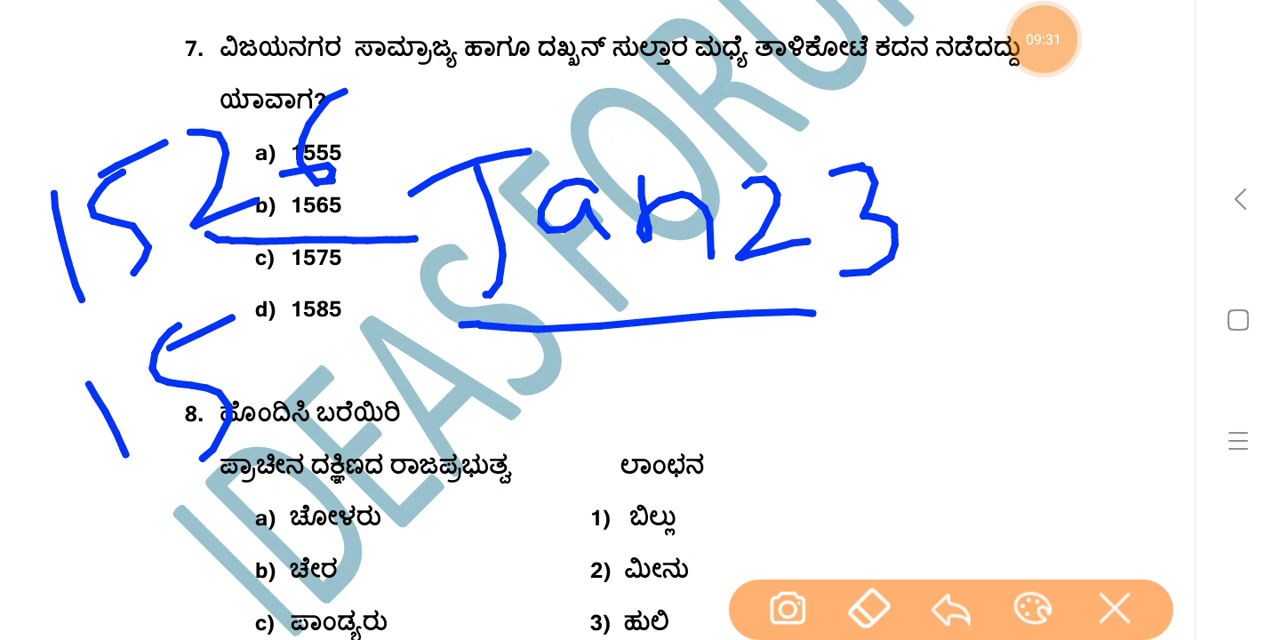 7. ವಿಜಯನಗರ ಸಾಮ್ರಾಜ್ಯ ಹಾಗೂ ದಖ್ಖನ್ ಸುಲ್ತಾರ ಮಧ್ಯೆ ತಾಳಿಕೋಟೆ ಕದನ ನಡೆದದ್ದು
09:31
ಯಾವಾಗ?
a) 1555
1526
b) 1565
Jan 23
c) 1575
d) 1585
15
8. ಹೊಂದಿಸಿ ಬರೆಯಿರಿ
ಪ್ರಾಚೀನ ದಕ್ಷಿಣದ ರಾಜಪ್ರಭುತ್ವ ಲಾಂಛನ
a) ಚೋಳರು 1) ಬಿಲ್ಲು
b) ಚೇರ 2) ಮೀನು
c) ಪಾಂಡ್ಯರು 3) ಹುಲಿ
IDEAS FORU